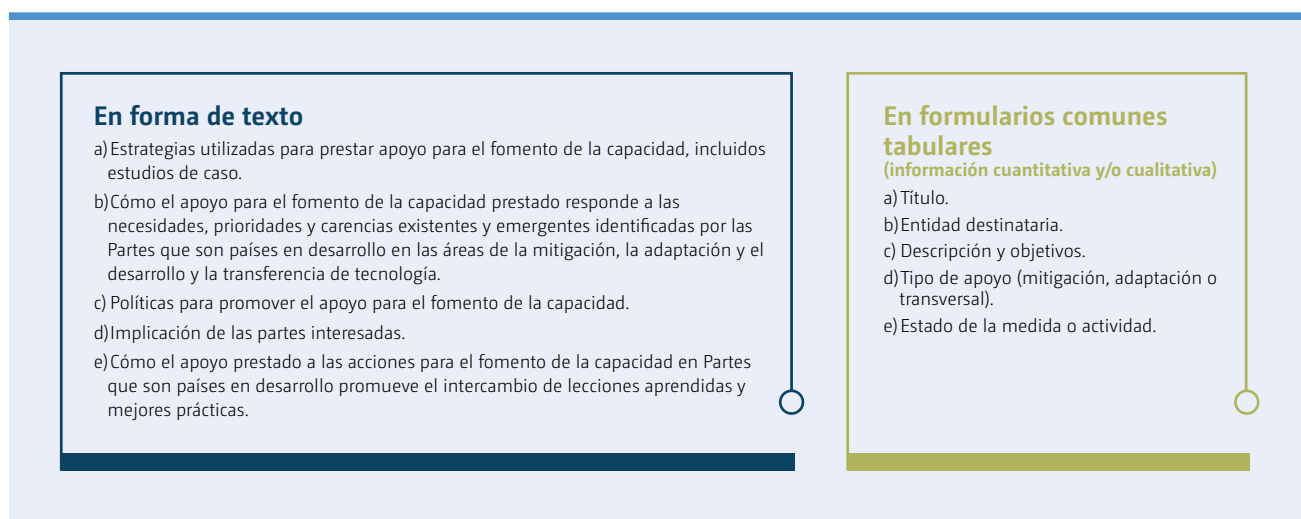 En forma de texto
a) Estrategias utilizadas para prestar apoyo para el fomento de la capacidad, incluidos
estudios de caso.
b) Cómo el apoyo para el fomento de la capacidad prestado responde a las
necesidades, prioridades y carencias existentes y emergentes identificadas por las
Partes que son países en desarrollo en las áreas de la mitigación, la adaptación y el
desarrollo y la transferencia de tecnología.
c) Políticas para promover el apoyo para el fomento de la capacidad.
d) Implicación de las partes interesadas.
e) Cómo el apoyo prestado a las acciones para el fomento de la capacidad en Partes
que son países en desarrollo promueve el intercambio de lecciones aprendidas y
mejores prácticas.
En formularios comunes
tabulares
(información cuantitativa y/o cualitativa)
a) Título.
b) Entidad destinataria.
c) Descripción y objetivos.
d) Tipo de apoyo (mitigación, adaptación o
transversal).
e) Estado de la medida o actividad.